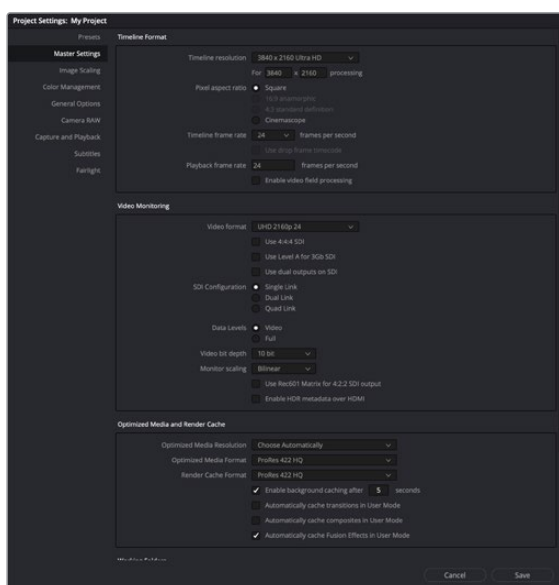 Project Settings: My Project
Presets
Master Settings
Image Scaling
Color Management
General Options
Camera RAW
Capture and Playback
Subtitles
Fairlight
Timeline Format
Timeline resolution 3840 x 2160 Ultra HD
For 3840 x 2160 processing
Pixel aspect ratio Square
16:9 anamorphic
4:3 standard definition
Cinemascope
Timeline frame rate 24 frames per second
Use drop frame timecode
Playback frame rate 24 frames per second
Enable video field processing
Video Monitoring
Video format UHD 2160p 24
Use 4:4:4 SDI
Use Level A for 3Gb SDI
Use dual outputs on SDI
SDI Configuration Single Link
Dual Link
Quad Link
Data Levels Video
Full
Video bit depth 10 bit
Monitor scaling Bilinear
Use Rec601 Matrix for 4:2:2 SDI output
Enable HDR metadata over HDMI
Optimized Media and Render Cache
Optimized Media Resolution Choose Automatically
Optimized Media Format ProRes 422 HQ
Render Cache Format ProRes 422 HQ
Enable background caching after 5 seconds
Automatically cache transitions in User Mode
Automatically cache composites in User Mode
Automatically cache Fusion Effects in User Mode
Working Folders
Cancel Save